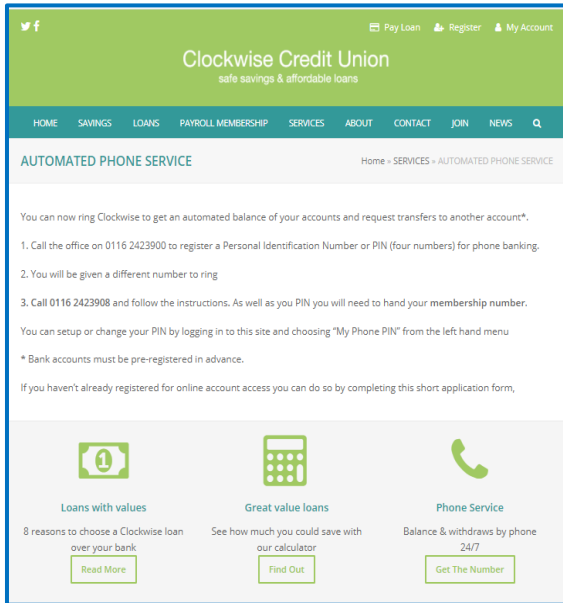 Pay Loan Register My Account
Clockwise Credit Union
safe savings & affordable loans
HOME SAVINGS LOANS PAYROLL MEMBERSHIP SERVICES ABOUT CONTACT JOIN NEWS
AUTOMATED PHONE SERVICE
Home » SERVICES » AUTOMATED PHONE SERVICE
You can now ring Clockwise to get an automated balance of your accounts and request transfers to another account*.
1. Call the office on 0116 2423900 to register a Personal Identification Number or PIN (four numbers) for phone banking.
2. You will be given a different number to ring
3. Call 0116 2423908 and follow the instructions. As well as you PIN you will need to hand your membership number.
You can setup or change your PIN by logging in to this site and choosing "My Phone PIN" from the left hand menu
* Bank accounts must be pre-registered in advance.
If you haven't already registered for online account access you can do so by completing this short application form,
1
Loans with values
8 reasons to choose a Clockwise loan
over your bank
Read More
Great value loans
See how much you could save with
our calculator
Find Out
Phone Service
Balance & withdraws by phone
24/7
Get The Number